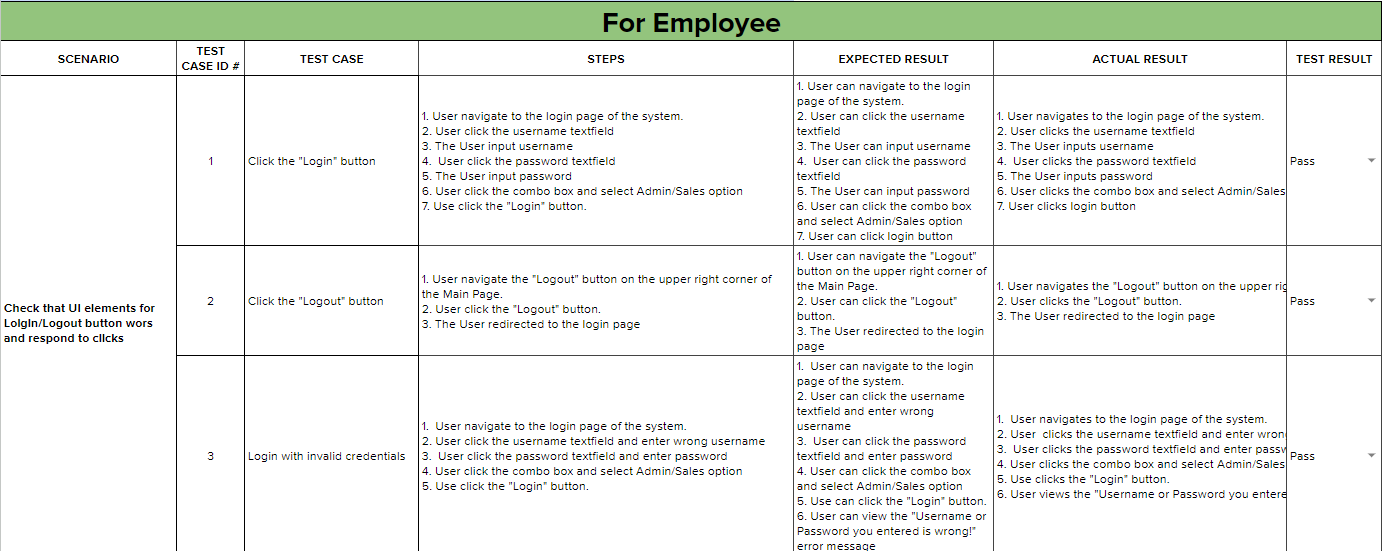 For Employee
SCENARIO
TEST
CASE ID #
TEST CASE
STEPS
EXPECTED RESULT
ACTUAL RESULT
TEST RESULT
Check that UI elements for
LoIgIn/Logout button wors
and respond to clIcks
1
Click the "Login" button
1. User navigate to the login page of the system.
2. User click the username textfield
3. The User input username
4. User click the password textfield
5. The User input password
6. User click the combo box and select Admin/Sales option
7. Use click the "Login" button.
1. User can navigate to the login
page of the system.
2. User can click the username
textfield
3. The User can input username
4. User can click the password
textfield
5. The User can input password
6. User can click the combo box
and select Admin/Sales option
7. User can click login button
1. User navigates to the login page of the system.
2. User clicks the username textfield
3. The User inputs username
4. User clicks the password textfield
5. The User inputs password
6. User clicks the combo box and select Admin/Sales
7. User clicks login button
Pass
2
Click the "Logout" button
1. User navigate the "Logout" button on the upper right corner of
the Main Page.
2. User click the "Logout" button.
3. The User redirected to the login page
1. User can navigate the "Logout"
button on the upper right corner of
the Main Page.
2. User can click the "Logout"
button.
3. The User redirected to the login
page
1. User navigates the "Logout" button on the upper rig
2. User clicks the "Logout" button.
3. The User redirected to the login page
Pass
3
Login with invalid credentials
1. User navigate to the login page of the system.
2. User click the username textfield and enter wrong username
3. User click the password textfield and enter password
4. User click the combo box and select Admin/Sales option
5. Use click the "Login" button.
1. User can navigate to the login
page of the system.
2. User can click the username
textfield and enter wrong
username
3. User can click the password
textfield and enter password
4. User can click the combo box
and select Admin/Sales option
5. Use can click the "Login" button.
6. User can view the "Username or
Password you entered is wrong!"
error message
1. User navigates to the login page of the system.
2. User clicks the username textfield and enter wron
3. User clicks the password textfield and enter passw
4. User clicks the combo box and select Admin/Sales
5. Use clicks the "Login" button.
6. User views the "Username or Password you entere
Pass